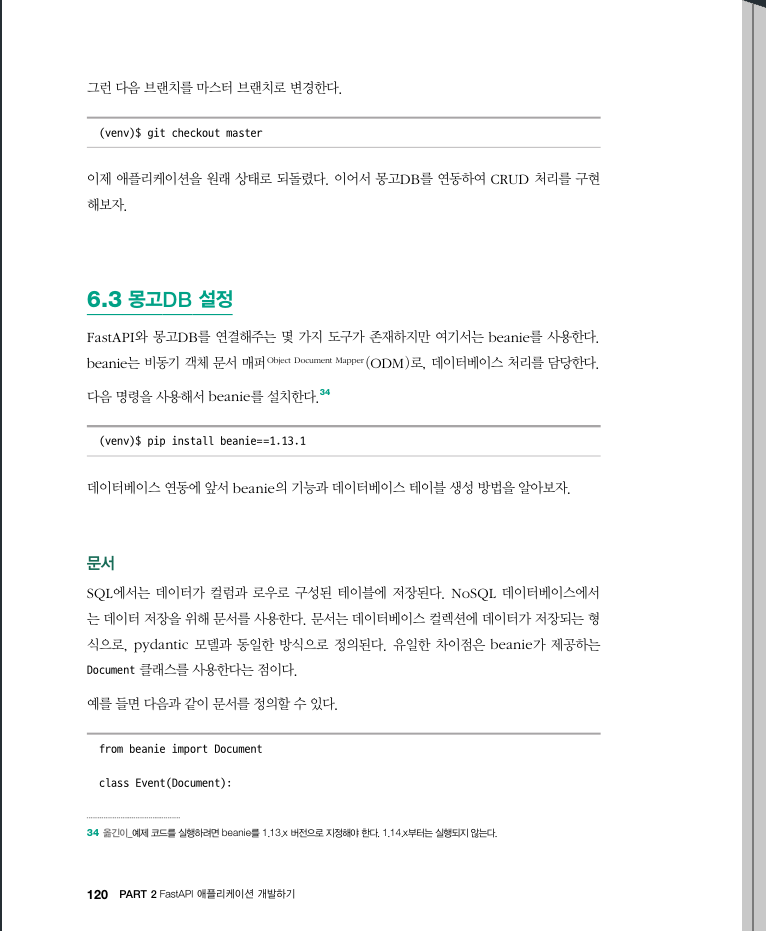 그런 다음 브랜치를 마스터 브랜치로 변경한다.
(venv)$ git checkout master
이제 애플리케이션을 원래 상태로 되돌렸다. 이어서 몽고DB를 연동하여 CRUD 처리를 구현
해보자.
6.3 몽고DB 설정
FastAPI와 몽고DB를 연결해주는 몇 가지 도구가 존재하지만 여기서는 beanie를 사용한다.
beanie는 비동기 객체 문서 매퍼Object Document Mapper(ODM)로, 데이터베이스 처리를 담당한다.
다음 명령을 사용해서 beanie를 설치한다.34
(venv)$ pip install beanie==1.13.1
데이터베이스 연동에 앞서 beanie의 기능과 데이터베이스 테이블 생성 방법을 알아보자.
문서
SQL에서는 데이터가 컬럼과 로우로 구성된 테이블에 저장된다. NoSQL 데이터베이스에서
는 데이터 저장을 위해 문서를 사용한다. 문서는 데이터베이스 컬렉션에 데이터가 저장되는 형
식으로, pydantic 모델과 동일한 방식으로 정의된다. 유일한 차이점은 beanie가 제공하는
Document 클래스를 사용한다는 점이다.
예를 들면 다음과 같이 문서를 정의할 수 있다.
from beanie import Document
class Event(Document):
34 옮긴이_예제 코드를 실행하려면 beanie를 1.13.x 버전으로 지정해야 한다. 1.14.x부터는 실행되지 않는다.
120 PART 2 FastAPI 애플리케이션 개발하기